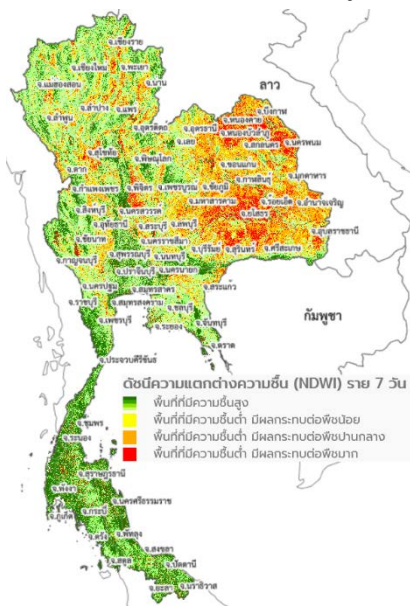 จ.เชียงราย
จ.เชียงใหม่
จ.พะเยา
จ.แม่ฮ่องสอน
จ.น่าน
ลาว
จ.ลำปาง
จ.แพร่
จ.ลำพูน
จ.บึงกาฬ
จ.อุตรดิตถ์
จ.อุดรธานี
จ.หนองคาย
จ.หนองบัวลำภู
จ.เลย
จ.สกลนคร
จ.นครพนม
จ.สุโขทัย
จ.พิษณุโลก
จ.ตาก
จ.ขอนแก่น
จ.กาฬสินธุ์
จ.มุกดาหาร
จ.กำแพงเพชร
จ.พิจิตร
จ.เพชรบูรณ์
จ.ชัยภูมิ
จ.มหาสารคาม
จ.ร้อยเอ็ด
จ.อำนาจเจริญ
จ.สิงห์บุรี
จ.นครสวรรค์
จ.ยโสธร
จ.อุทัยธานี
จ.สระบุรี
จ.ลพบุรี
จ.อุบลราชธานี
จ.ชัยนาท
จ.นครราชสีมา
จ.บุรีรัมย์
จ.สุรินทร์
จ.ศรีสะเกษ
จ.กาญจนบุรี
จ.สุพรรณบุรี
จ.นนทบุรี
จ.ปราจีนบุรี
จ.นครนายก
จ.นครปฐม
จ.สมุทรสาคร
จ.สระแก้ว
จ.ราชบุรี
จ.สมุทรสงคราม
จ.ชลบุรี
กัมพูชา
จ.เพชรบุรี
จ.ระยอง
จ.จันทบุรี
จ.ตราด
จ.ประจวบคีรีขันธ์
ดัชนีความแตกต่างความชื้น (NDWI) ราย 7 วัน
พื้นที่ที่มีความชื้นสูง
พื้นที่ที่มีความชื้นต่ำ มีผลกระทบต่อพืชน้อย
พื้นที่ที่มีความชื้นต่ำ มีผลกระทบต่อพืชปานกลาง
พื้นที่ที่มีความชื้นต่ำ มีผลกระทบต่อพืชมาก
จ.ชุมพร
จ.ระนอง
จ.สุราษฎร์ธานี
จ.พังงา
จ.นครศรีธรรมราช
จ.ภูเก็ต
จ.กระบี่
จ.ตรัง
จ.พัทลุง
จ.สงขลา
จ.สตูล
จ.ปัตตานี
จ.ยะลา
จ.นราธิวาส